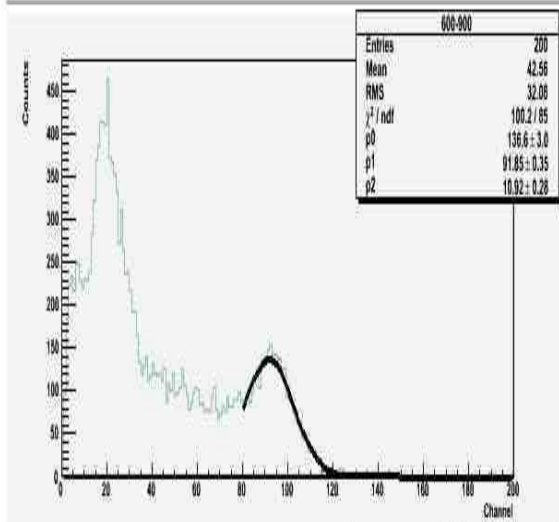 600-900
Entries 200
Mean 42.56
RMS 32.08
χ² / ndf 100.2 / 85
p0 136.6 ± 3.0
p1 91.85 ± 0.35
p2 10.92 ± 0.28
Counts
450
400
350
300
250
200
150
100
50
0
0 20 40 60 80 100 120 140 160 180 200
Channel